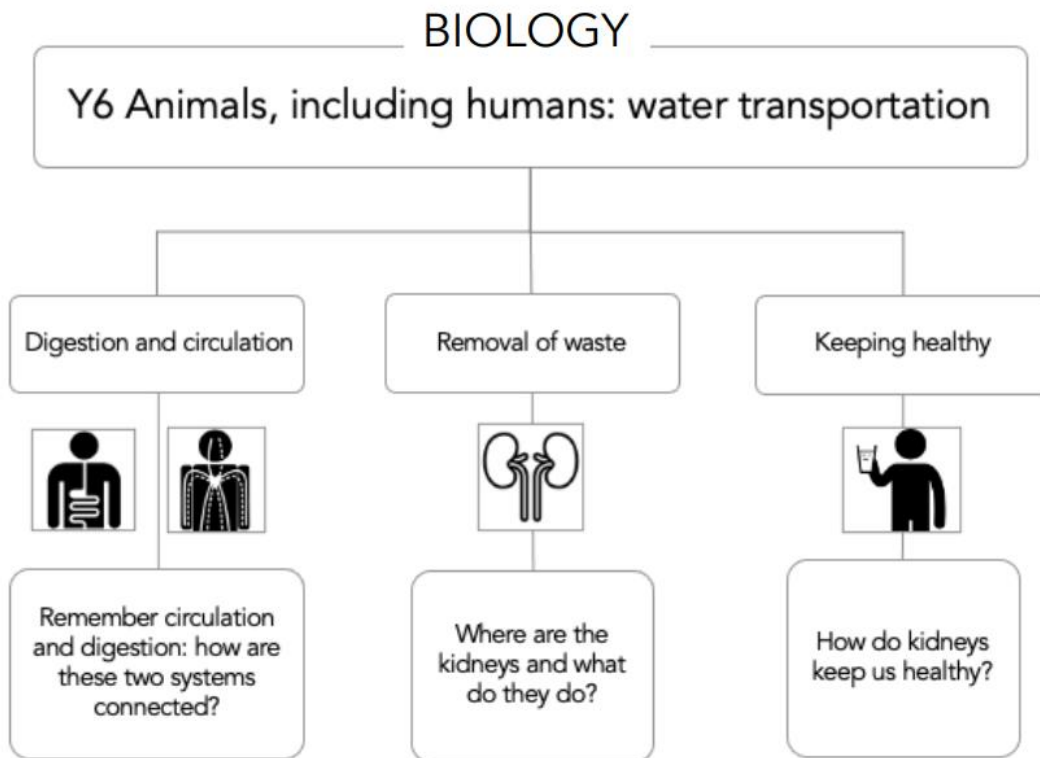 BIOLOGY
Y6 Animals, including humans: water transportation
Digestion and circulation
Removal of waste
Keeping healthy
Remember circulation
and digestion: how are
these two systems
connected?
Where are the
kidneys and what
do they do?
How do kidneys
keep us healthy?